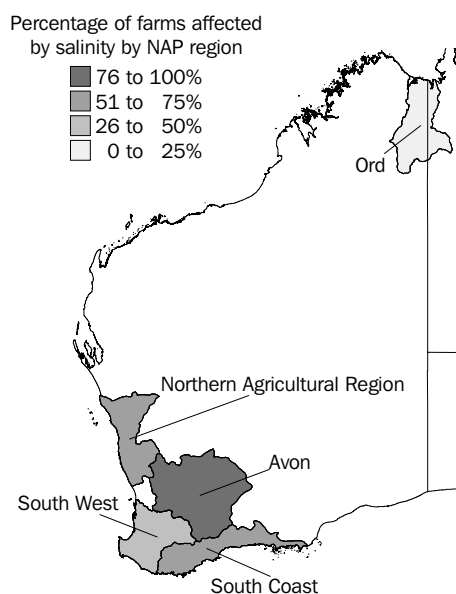 Percentage of farms affected
by salinity by NAP region
76 to 100%
51 to 75%
26 to 50%
0 to 25%
Ord
Northern Agricultural Region
Avon
South West
South Coast